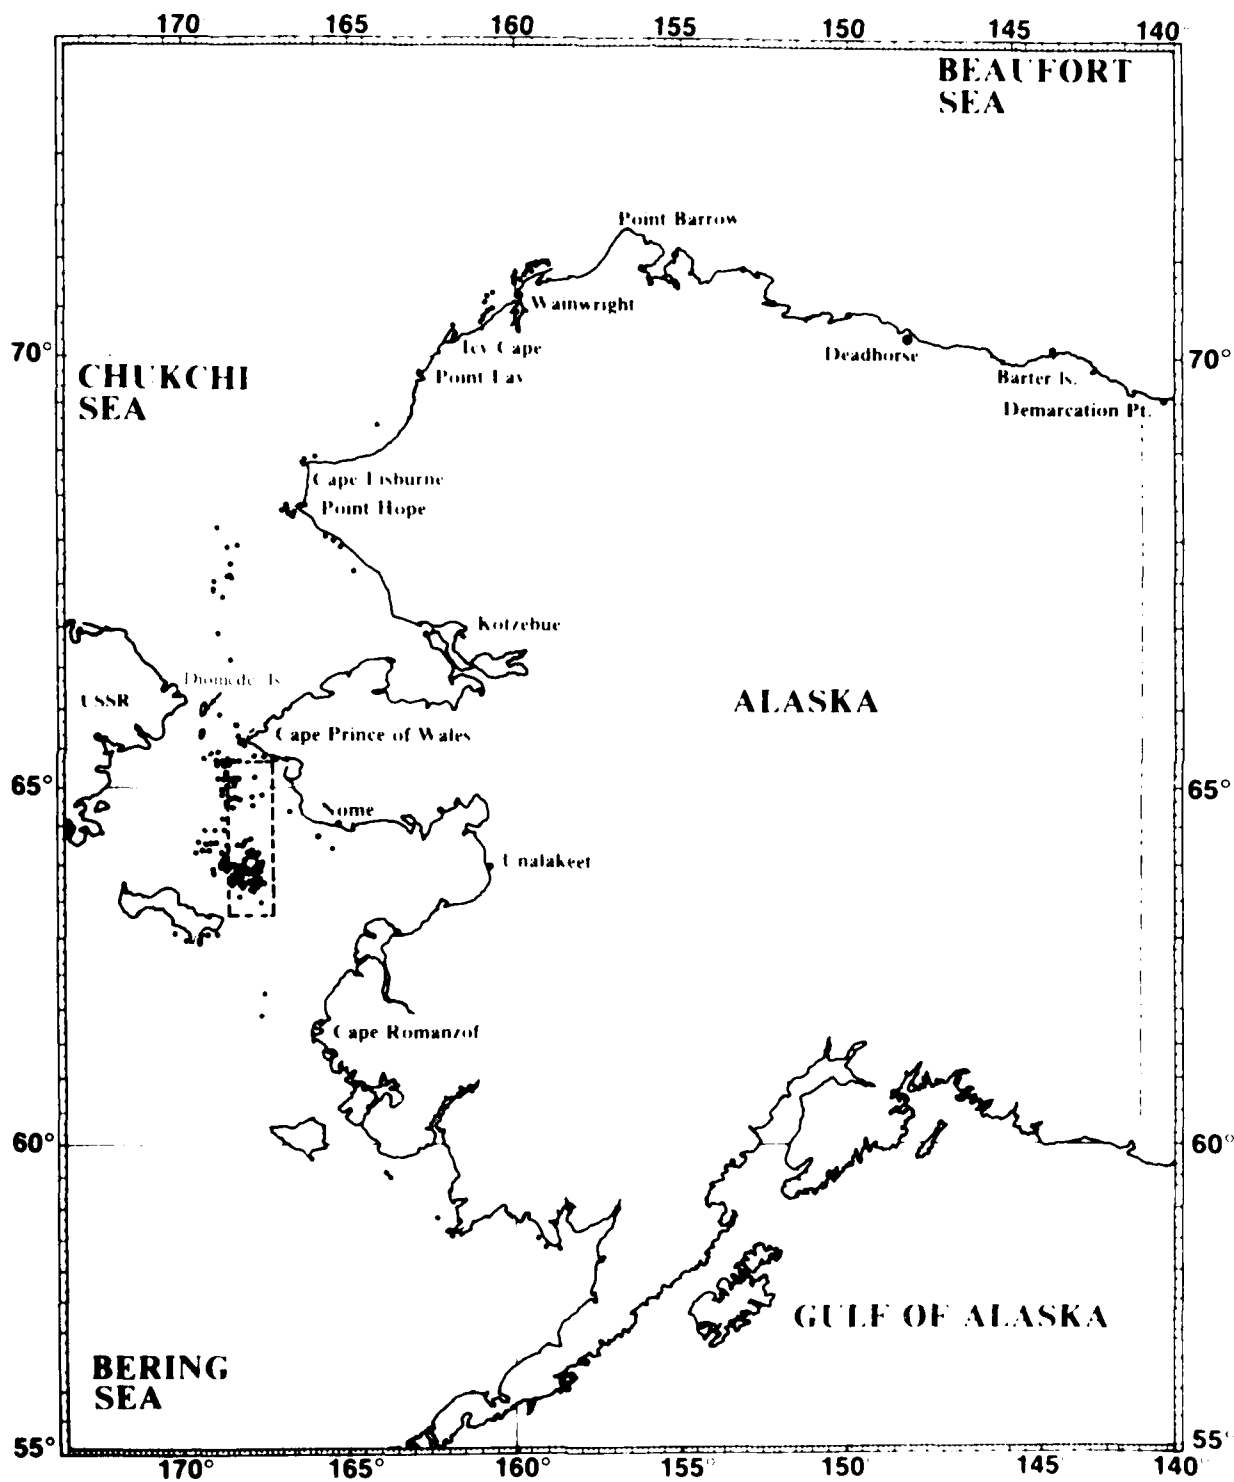 170 165 160 155 150 145 140
BEAUFORT
SEA
Point Barrow
Wainwright
Icy Cape
70° 70°
Deadhorse
CHUKCHI
SEA
Point Lay
Barter Is.
Demarcation Pt.
Cape Lisburne
Point Hope
Kotzebue
Diomede Is.
USSR
ALASKA
Cape Prince of Wales
65° 65°
Nome
Unalakeet
Cape Romanzof
60° 60°
GULF OF ALASKA
BERING
SEA
55° 55°
170° 165° 160° 155° 150° 145° 140